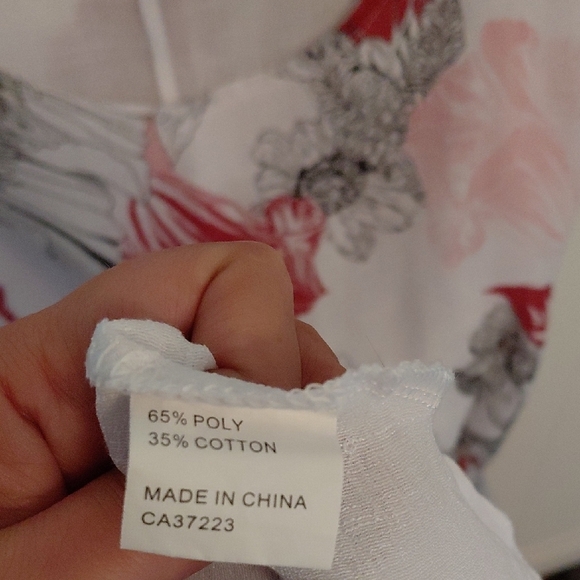 65% POLY
35% COTTON
MADE IN CHINA
CA37223